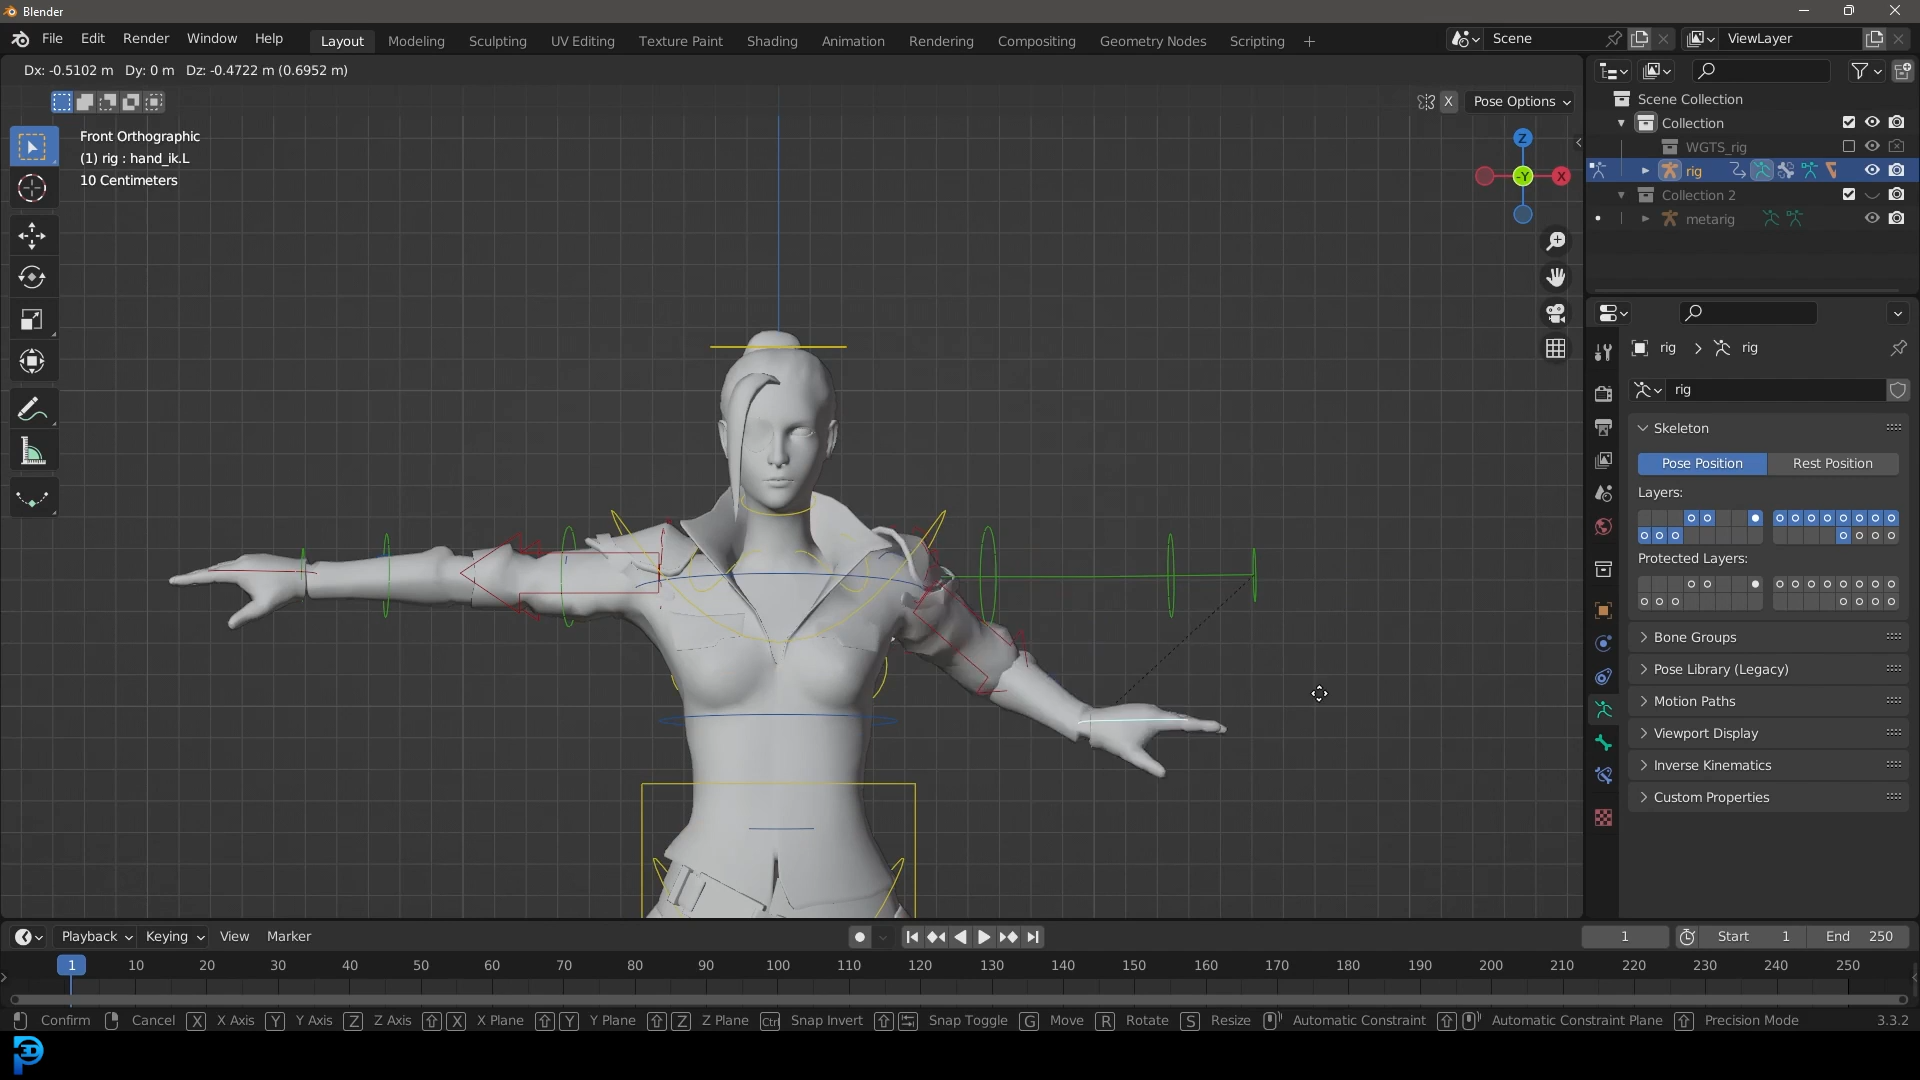 Blender
File Edit Render Window Help Layout Modeling Sculpting UV Editing Texture Paint Shading Animation Rendering Compositing Geometry Nodes Scripting + Scene ViewLayer
Dx: -0.5102 m Dy: 0 m Dz: -0.4722 m (0.6952 m)
X Pose Options
Front Orthographic
(1) rig : hand_ik.L
10 Centimeters
Z
-Y X
Scene Collection
Collection
WGTS_rig
rig
Collection 2
metarig
rig > rig
rig
Skeleton
Pose Position Rest Position
Layers:
Protected Layers:
Bone Groups
Pose Library (Legacy)
Motion Paths
Viewport Display
Inverse Kinematics
Custom Properties
Playback Keying View Marker 1 Start 1 End 250
1 10 20 30 40 50 60 70 80 90 100 110 120 130 140 150 160 170 180 190 200 210 220 230 240 250
Confirm Cancel X X Axis Y Y Axis Z Z Axis X X Plane Y Y Plane Z Z Plane Ctrl Snap Invert Snap Toggle G Move R Rotate S Resize Automatic Constraint Automatic Constraint Plane Precision Mode 3.3.2